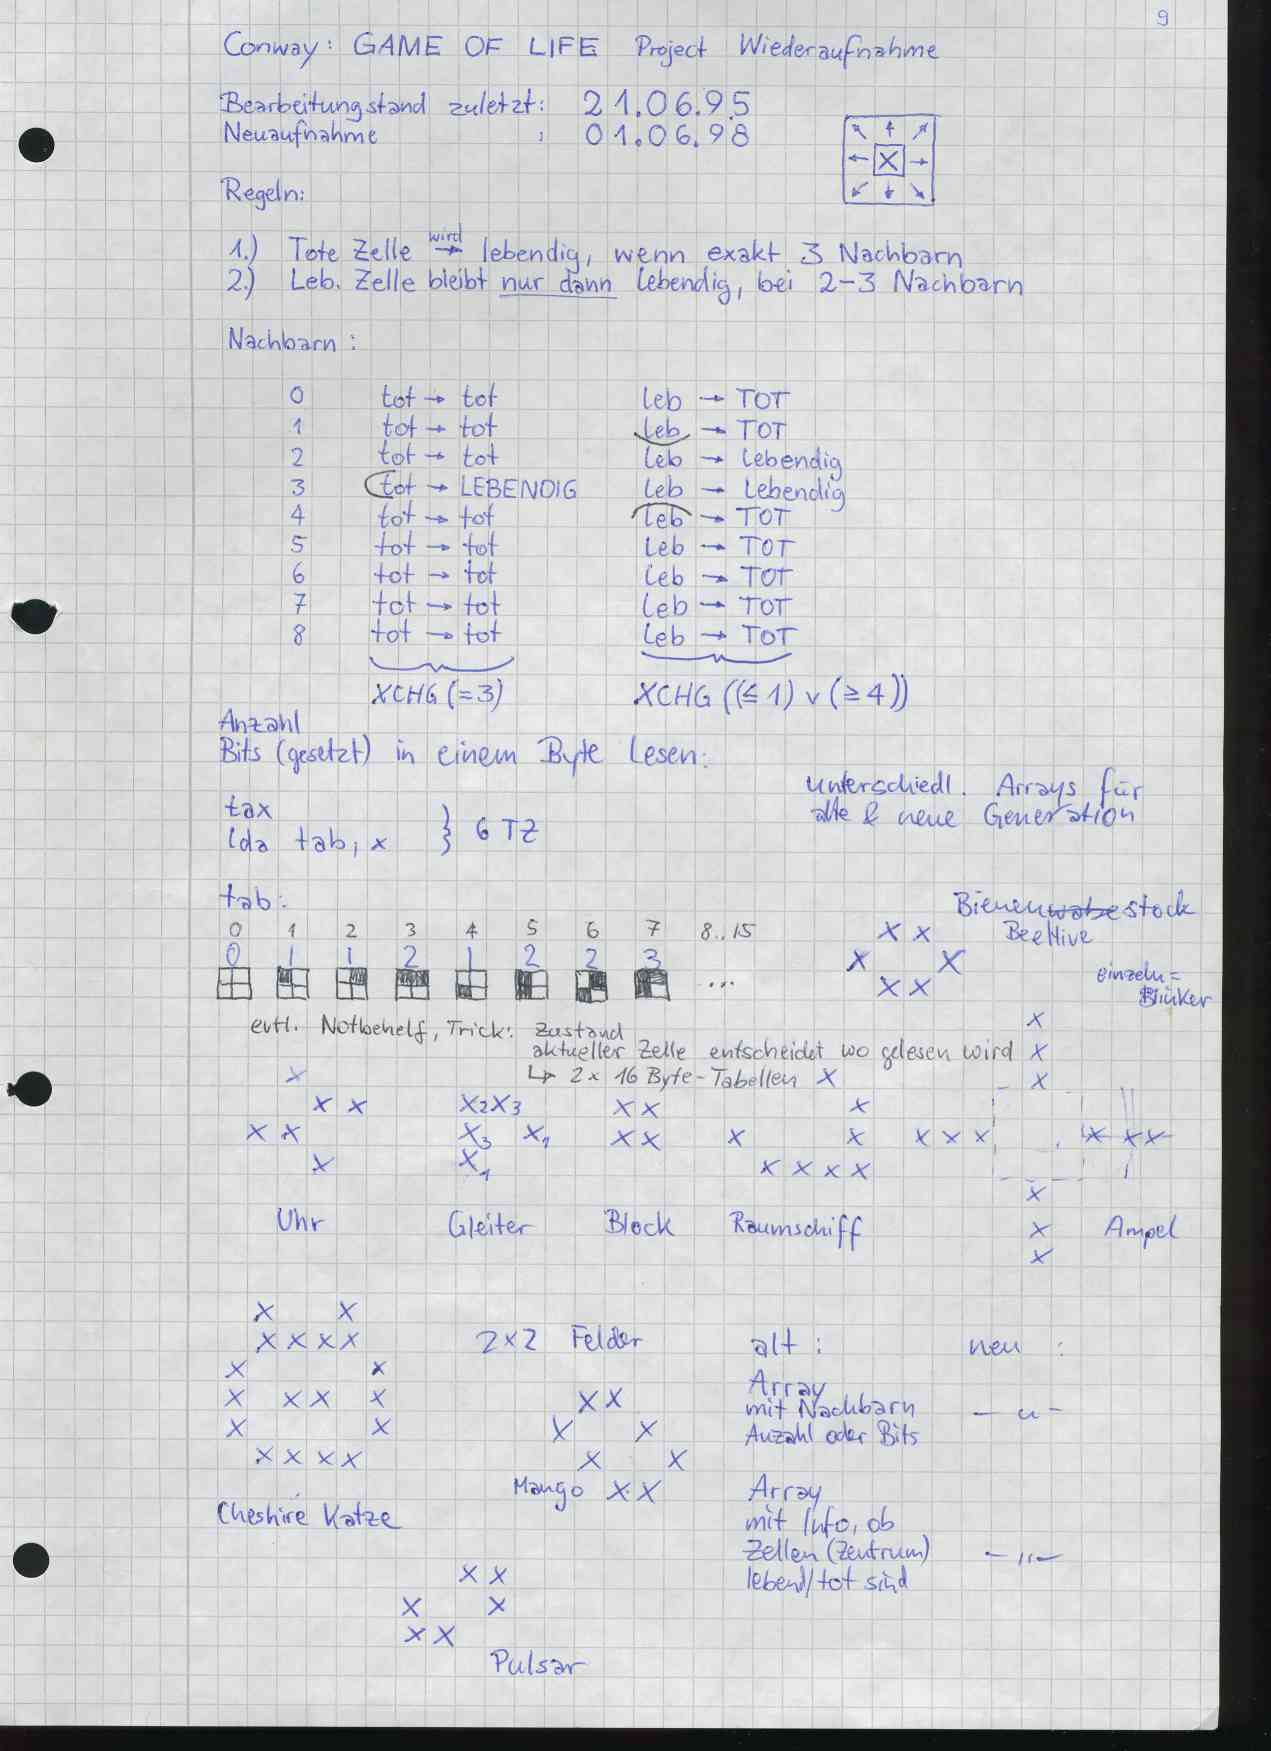 9
Conway: GAME OF LIFE Project Wiederaufnahme
Bearbeitungstand zuletzt: 21.06.95
Neuaufnahme : 01.06.98
X
Regeln:
1.) Tote Zelle wird → lebendig, wenn exakt 3 Nachbarn
2.) Leb. Zelle bleibt nur dann lebendig, bei 2-3 Nachbarn
Nachbarn:
0 tot → tot leb → TOT
1 tot → tot leb → TOT
2 tot → tot leb → lebendig
3 tot → LEBENDIG leb → lebendig
4 tot → tot leb → TOT
5 tot → tot leb → TOT
6 tot → tot leb → TOT
7 tot → tot leb → TOT
8 tot → tot leb → TOT
XCHG (=3) XCHG ((≤ 1) v (≥ 4))
Anzahl
Bits (gesetzt) in einem Byte lesen:
unterschiedl. Arrays für
alte & neue Generation
tax
lda tab, x } 6 TZ
tab:
0 1 2 3 4 5 6 7 8..15
0 1 1 2 1 2 2 3
...
Bienenwabestock
BeeHive
X X
X X
X X
einzeln =
Blinker
evtl. Notbehelf, Trick: Zustand
aktueller Zelle entscheidet wo gelesen wird
↳ 2x 16 Byte-Tabellen
X
X X
X X
X
Uhr
X2X3
X3 X1
X1
Gleiter
X X
X X
Block
X
X
X X
X X X X
Raumschiff
X
X
X
X X X X X X
X
X
X
Ampel
X X
X X X X
X X
X X X X
X X
X X X X
Cheshire Katze
2x2 Felder
X X
X X
X X
Mango X X
alt: neu:
Array
mit Nachbarn - " -
Anzahl oder Bits
Array
mit Info, ob
Zellen (Zentrum) - " -
lebend/tot sind
X X
X X
X X
Pulsar